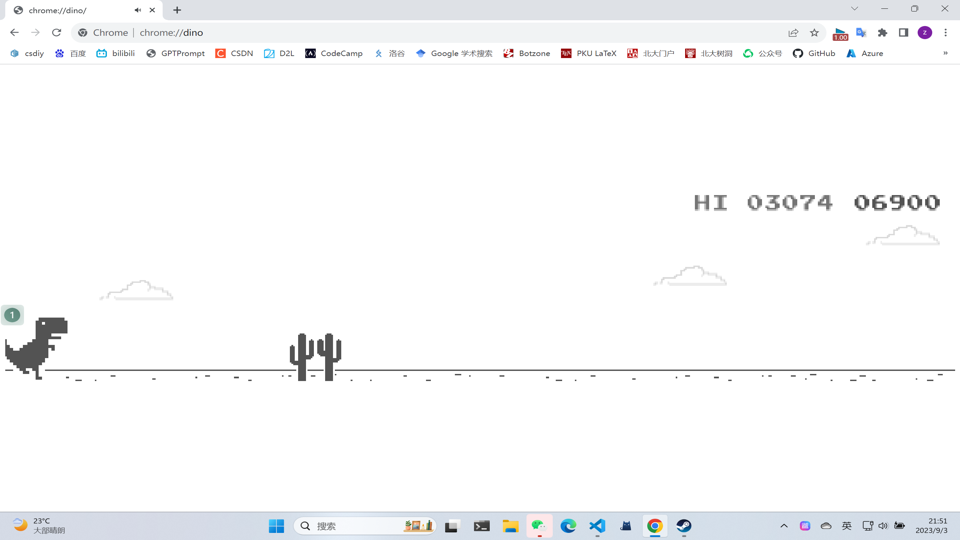 chrome://dino/
Chrome | chrome://dino
1.00
z
csdiy 百度 bilibili GPTPrompt CSDN D2L CodeCamp 洛谷 Google 学术搜索 Botzone PKU LaTeX 北大门户 北大树洞 公众号 GitHub Azure »
HI 03074 06900
1
23°C
大部晴朗
搜索
英
21:51
2023/9/3